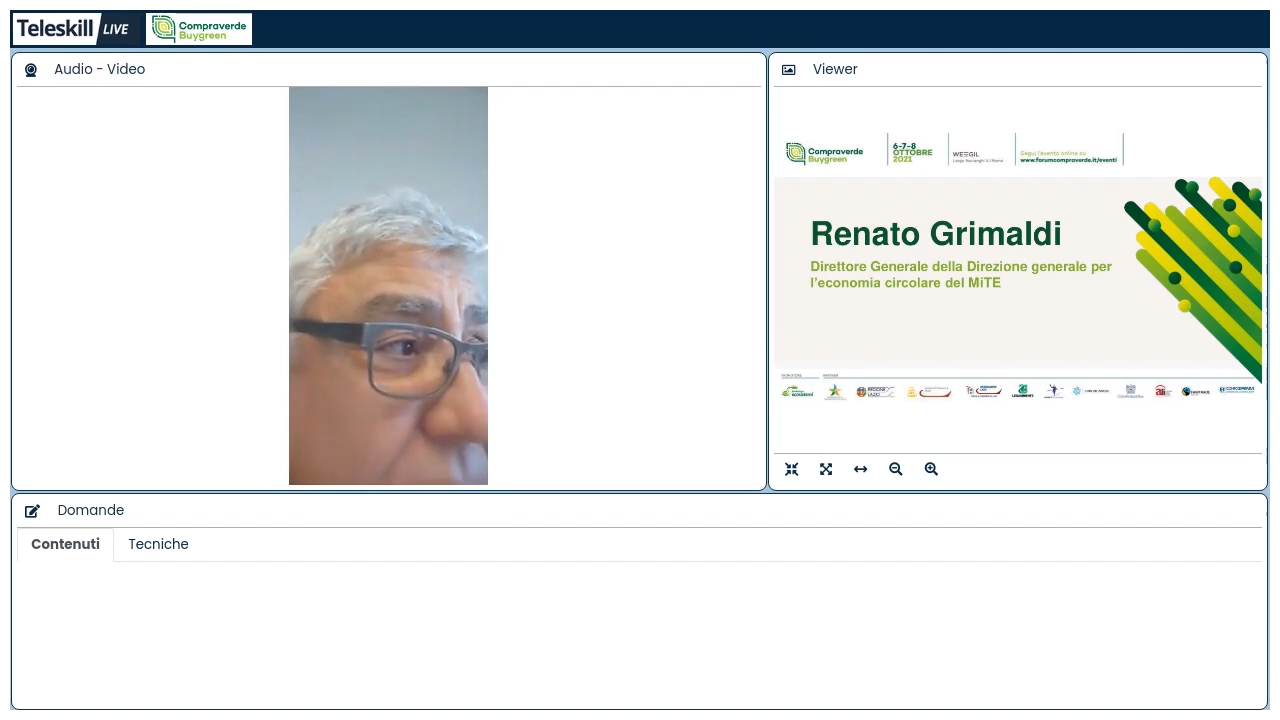 Teleskill LIVE
Compraverde
Buygreen
Audio - Video
Viewer
Compraverde
Buygreen
6-7-8
OTTOBRE
2021
WEGIL
Segui l'evento online su
www.forumcompraverde.it/eventi
Renato Grimaldi
Direttore Generale della Direzione generale per
l'economia circolare del MiTE
Domande
Contenuti
Tecniche